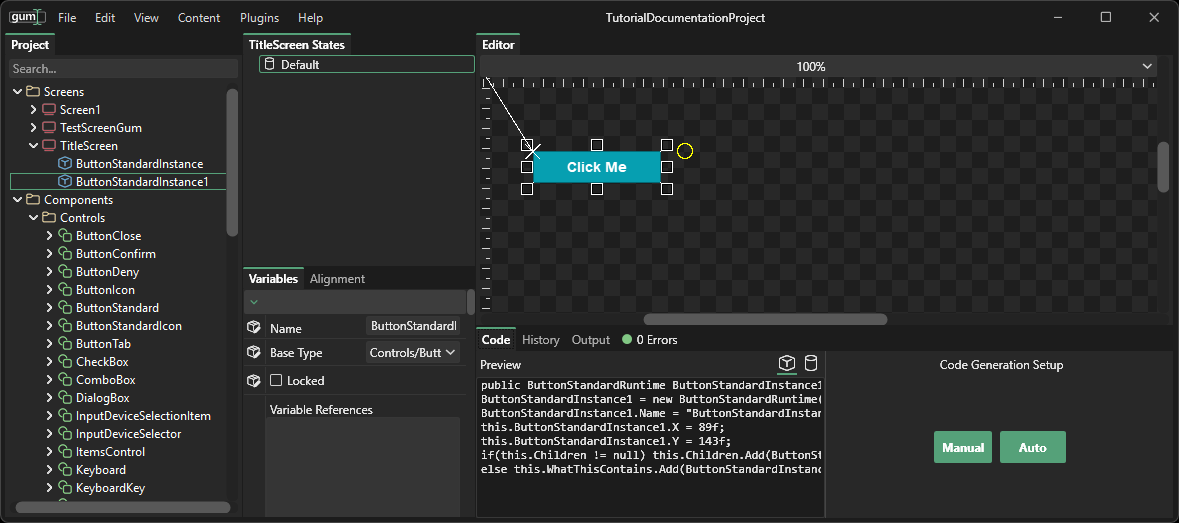 gum File Edit View Content Plugins Help TutorialDocumentationProject
Project
Search...
Screens
Screen1
TestScreenGum
TitleScreen
ButtonStandardInstance
ButtonStandardInstance1
Components
Controls
ButtonClose
ButtonConfirm
ButtonDeny
ButtonIcon
ButtonStandard
ButtonStandardIcon
ButtonTab
CheckBox
ComboBox
DialogBox
InputDeviceSelectionItem
InputDeviceSelector
ItemsControl
Keyboard
KeyboardKey
TitleScreen States
Default
Variables Alignment
Name ButtonStandardI
Base Type Controls/Butt
Locked
Variable References
Editor
100%
Click Me
Code History Output 0 Errors
Preview
public ButtonStandardRuntime ButtonStandardInstance1
ButtonStandardInstance1 = new ButtonStandardRuntime(
ButtonStandardInstance1.Name = "ButtonStandardInstan
this.ButtonStandardInstance1.X = 89f;
this.ButtonStandardInstance1.Y = 143f;
if(this.Children != null) this.Children.Add(ButtonSt
else this.WhatThisContains.Add(ButtonStandardInstanc
Code Generation Setup
Manual Auto